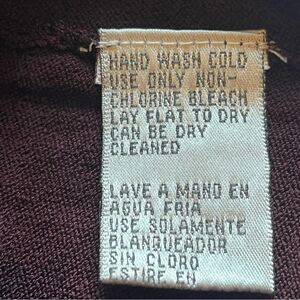 HAND WASH COLD
USE ONLY NON-
CHLORINE BLEACH
LAY FLAT TO DRY
CAN BE DRY
CLEANED
LAVE A MANO EN
AGUA FRIA
USE SOLAMENTE
BLANQUEADOR
SIN CLORO
ESTIRE EN